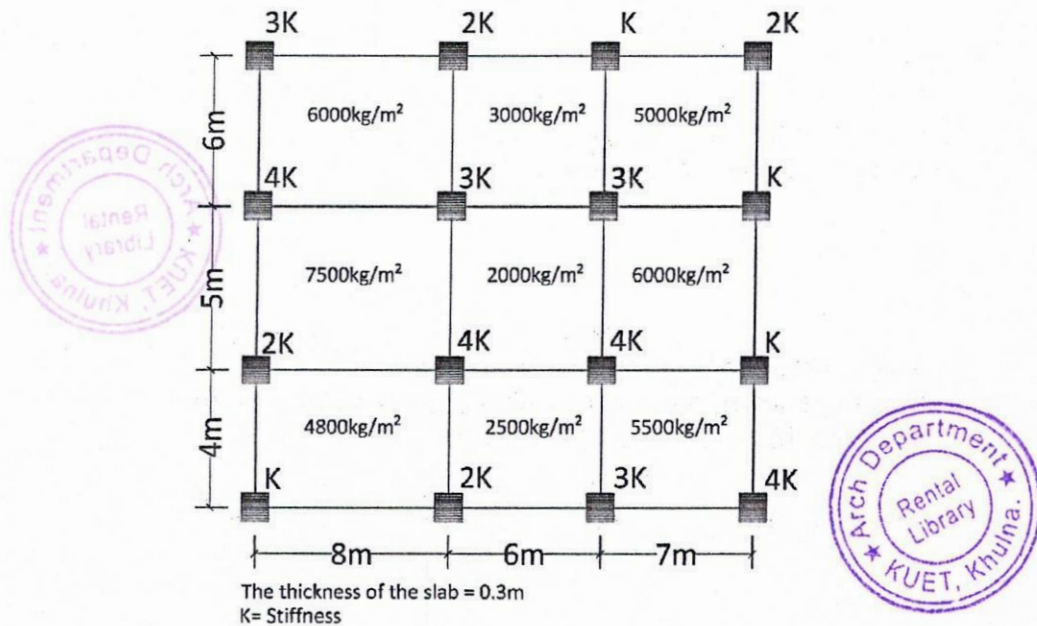 3K 2K K 2K
6000kg/m² 3000kg/m² 5000kg/m²
6m
4K 3K 3K K
7500kg/m² 2000kg/m² 6000kg/m²
5m
2K 4K 4K K
4800kg/m² 2500kg/m² 5500kg/m²
4m
K 2K 3K 4K
8m 6m 7m
The thickness of the slab = 0.3m
K= Stiffness
Arch Department
Rental
Library
KUET, Khulna.
Arch Department
Rental
Library
KUET, Khulna.